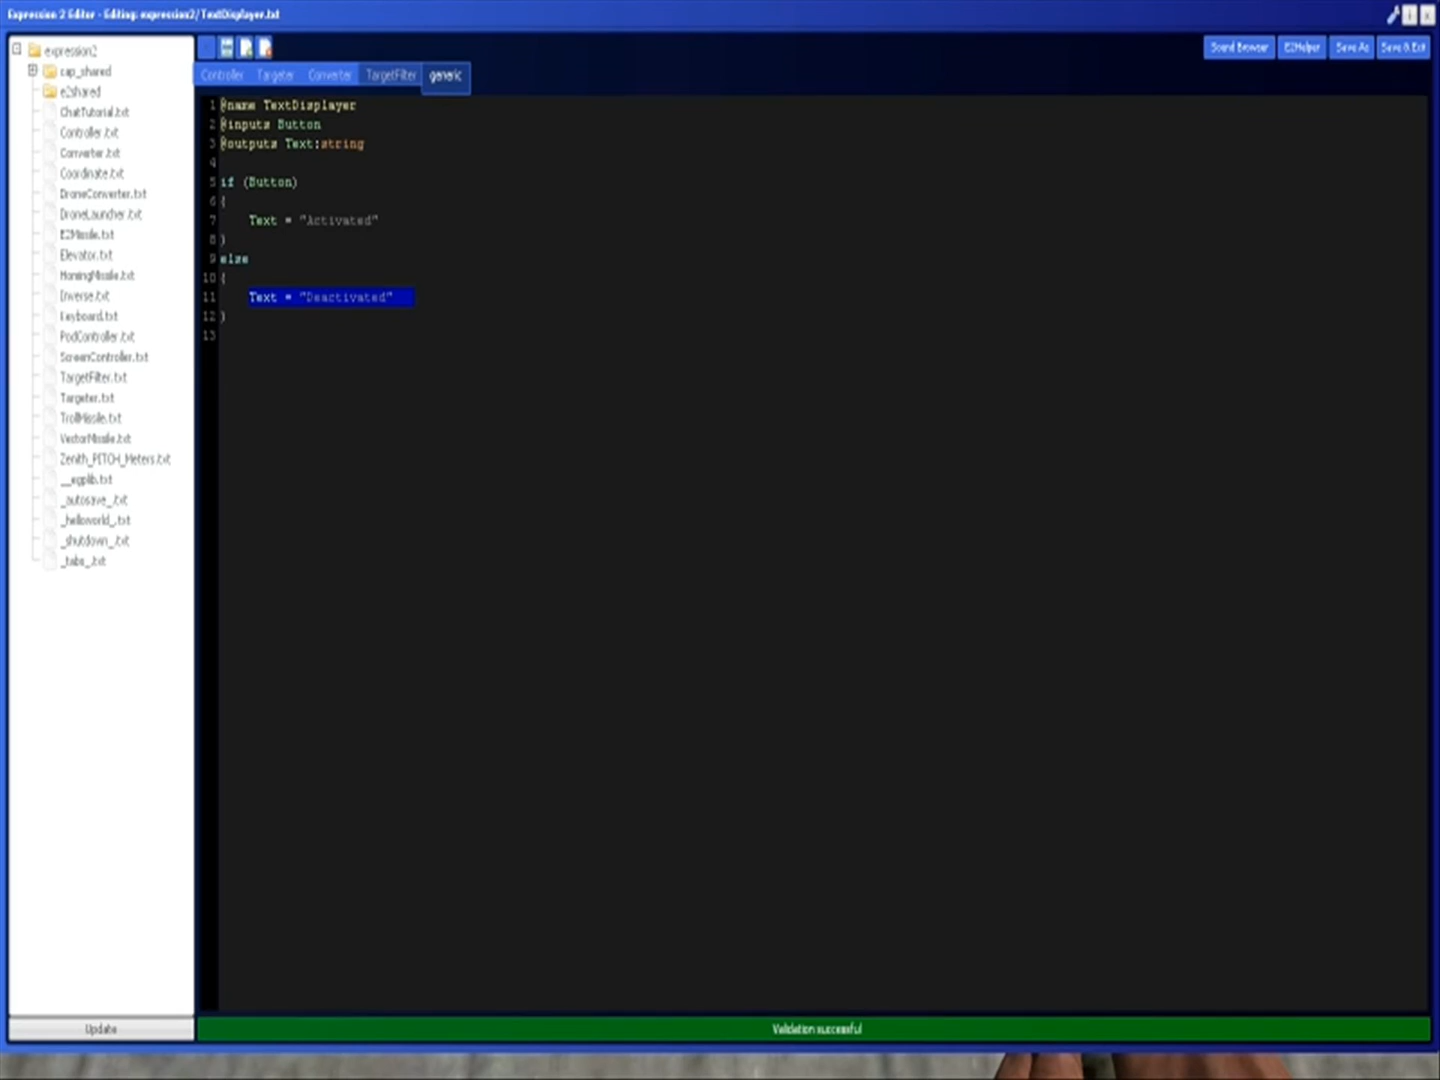 Expression 2 Editor - Editing: expression2/TextDisplayer.txt
Sound Browser
E2Helper
Save As
Save & Exit
Controller
Targeter
Converter
TargetFilter
generic
expression2
cap_shared
e2shared
ChatTutorial.txt
Controller.txt
Converter.txt
Coordinate.txt
DroneConverter.txt
DroneLauncher.txt
E2Missile.txt
Elevator.txt
HomingMissile.txt
Inverse.txt
Keyboard.txt
PodController.txt
ScreenController.txt
TargetFilter.txt
Targeter.txt
TrollMissile.txt
VectorMissile.txt
Zenith_PITCH_Meters.txt
__egplib.txt
_autosave_.txt
_helloworld_.txt
_shutdown_.txt
_tabs_.txt
Update
1 @name TextDisplayer
2 @inputs Button
3 @outputs Text:string
4
5 if (Button)
6 {
7 Text = "Activated"
8 }
9 else
10 {
11 Text = "Deactivated"
12 }
13
Validation successful